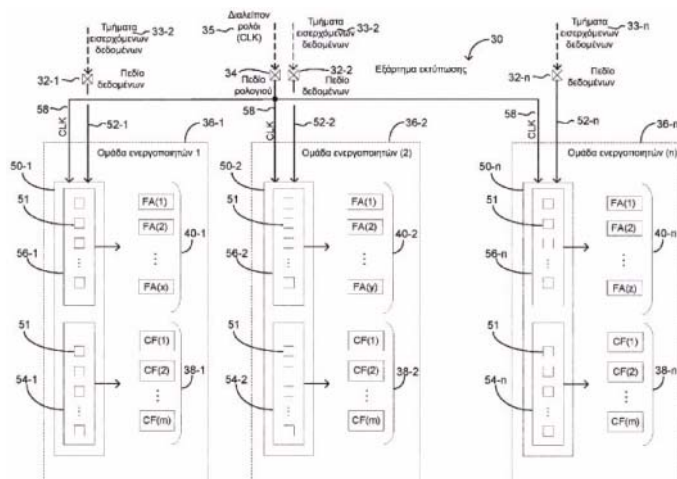 Τμήματα εισερχόμενων δεδομένων
33-2
35
Διαλείπον ρολόι (CLK)
Τμήματα εισερχόμενων δεδομένων
33-2
30
Τμήματα εισερχόμενων δεδομένων
33-n
32-1
Πεδίο δεδομένων
34
Πεδίο ρολογιού
32-2
Πεδίο δεδομένων
Εξάρτημα εκτύπωσης
32-n
Πεδίο δεδομένων
58
CLK
52-1
36-1
58
CLK
52-2
36-2
58
CLK
52-n
36-n
Ομάδα ενεργοποιητών 1
Ομάδα ενεργοποιητών (2)
Ομάδα ενεργοποιητών (n)
50-1
51
56-1
FA(1)
FA(2)
FA(x)
40-1
50-2
51
56-2
FA(1)
FA(2)
FA(y)
40-2
50-n
51
56-n
FA(1)
FA(2)
FA(z)
40-n
51
54-1
CF(1)
CF(2)
CF(m)
38-1
51
54-2
CF(1)
CF(2)
CF(m)
38-2
51
54-n
CF(1)
CF(2)
CF(m)
38-n